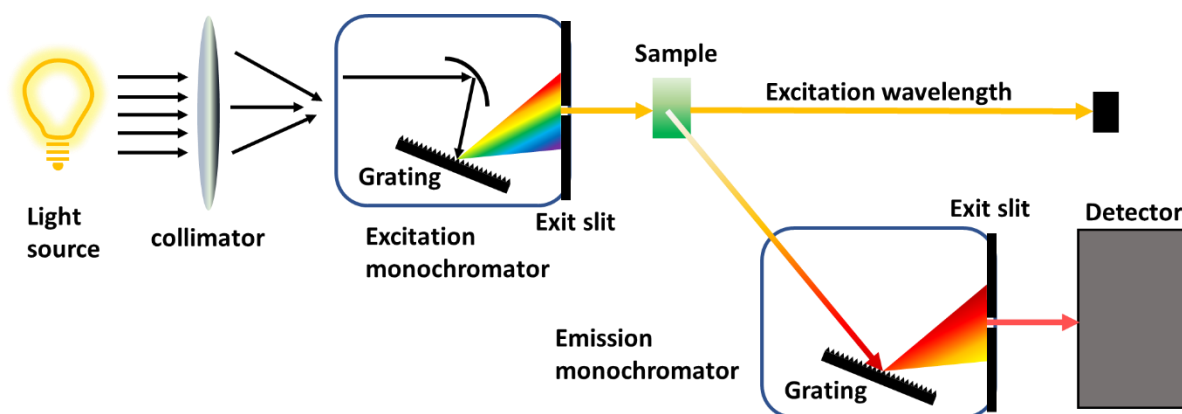 Light
source
collimator
Grating
Excitation
monochromator
Exit slit
Sample
Excitation wavelength
Emission
monochromator
Grating
Exit slit
Detector